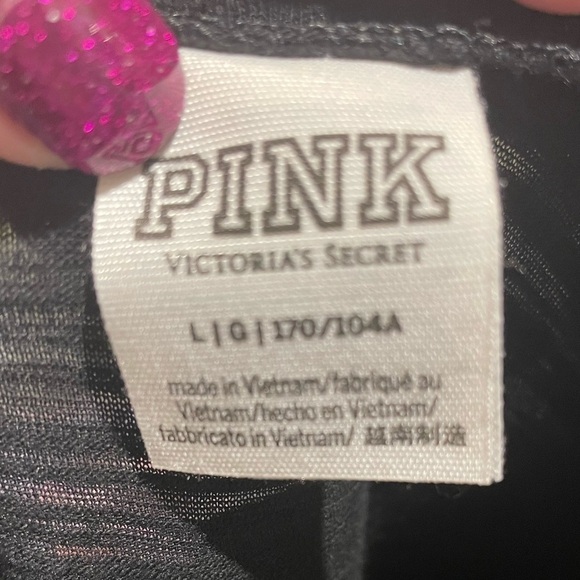 PINK
VICTORIA'S SECRET
L | G | 170/104A
made in Vietnam/fabriqué au
Vietnam/hecho en Vietnam/
fabbricato in Vietnam/ 越南制造